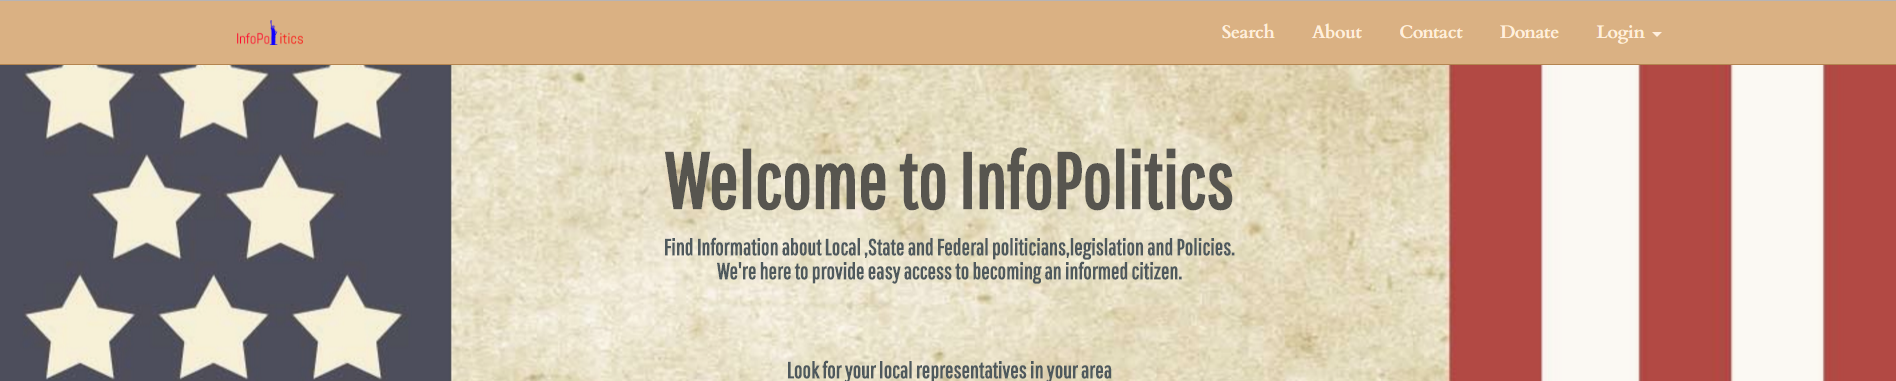 InfoPolitics
Search About Contact Donate Login
Welcome to InfoPolitics
Find Information about Local ,State and Federal politicians,legislation and Policies.
We're here to provide easy access to becoming an informed citizen.
Look for your local representatives in your area